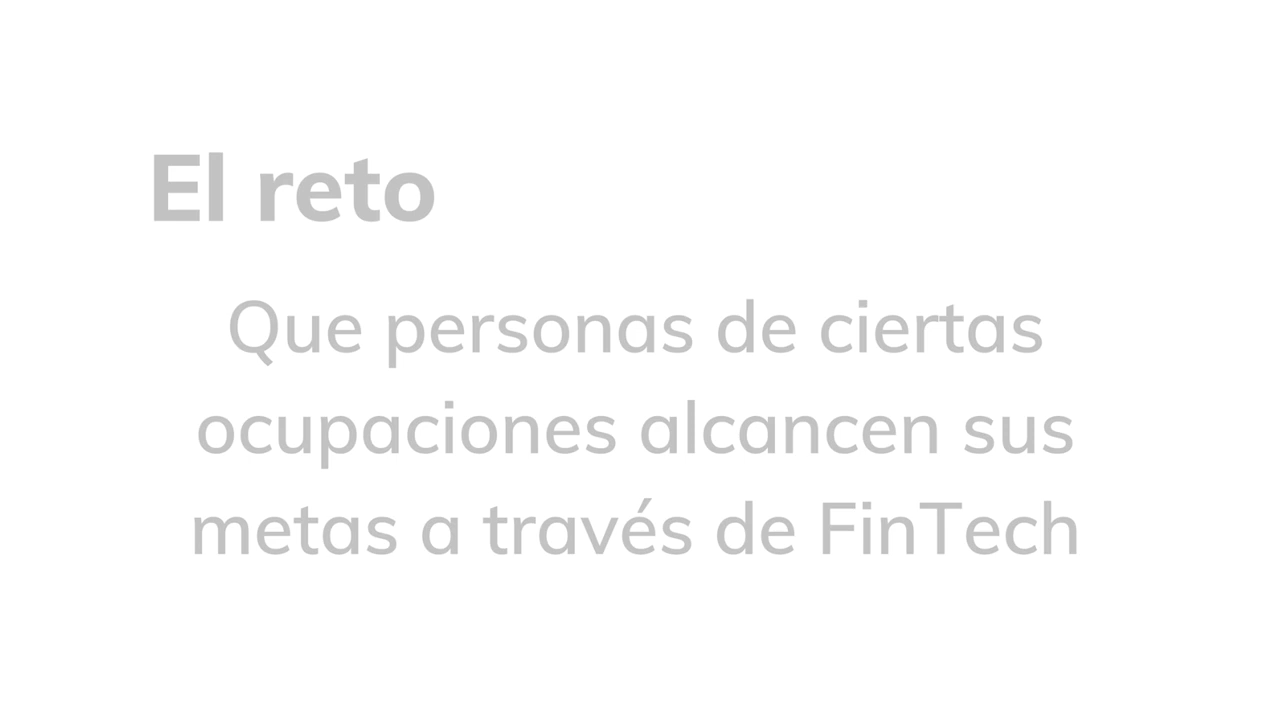 El reto
Que personas de ciertas
ocupaciones alcancen sus
metas a través de FinTech